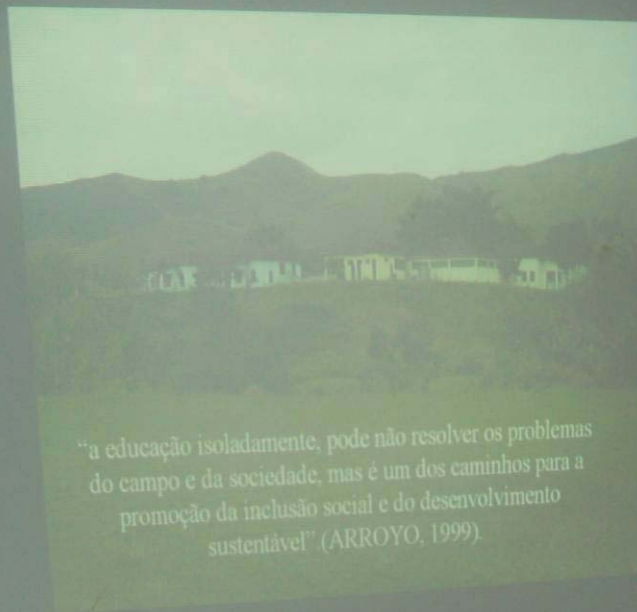 “a educação isoladamente, pode não resolver os problemas
do campo e da sociedade, mas é um dos caminhos para a
promoção da inclusão social e do desenvolvimento
sustentável” (ARROYO, 1999).